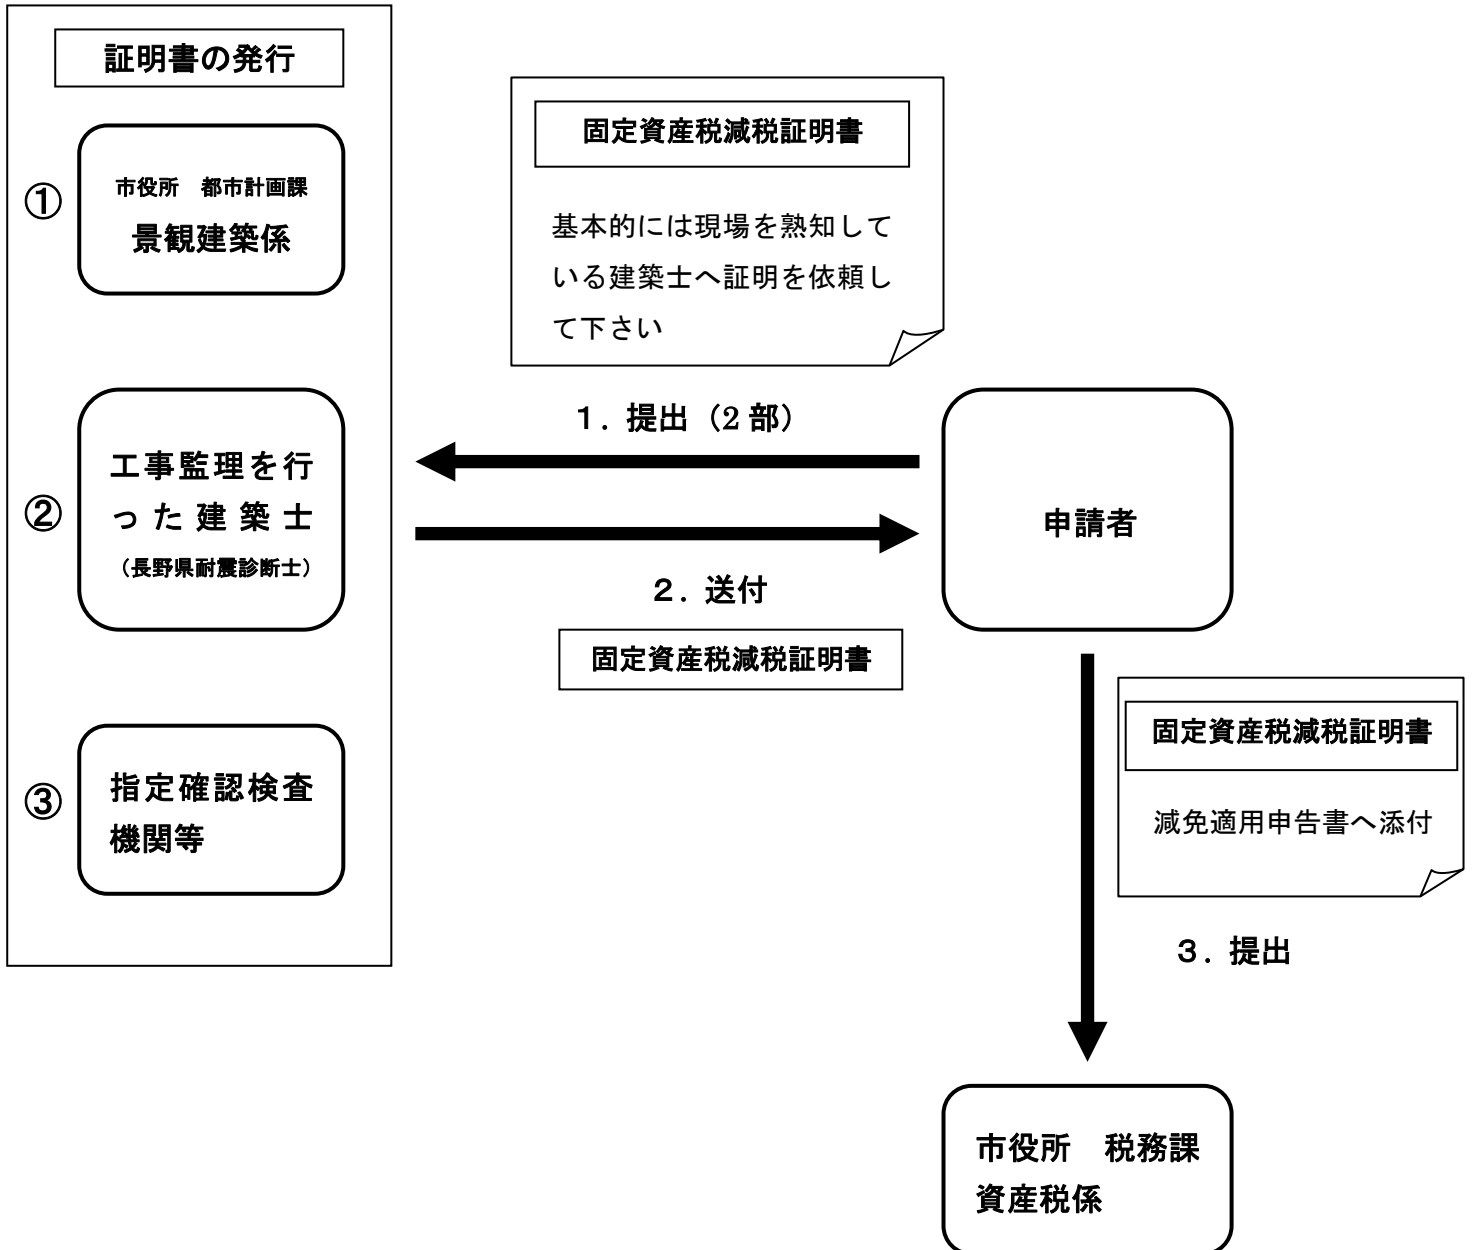 証明書の発行
①
市役所　都市計画課
景観建築係
②
工事監理を行
った建築士
（長野県耐震診断士）
③
指定確認検査
機関等
固定資産税減税証明書
基本的には現場を熟知して
いる建築士へ証明を依頼し
て下さい
１．提出（2 部）
２．送付
固定資産税減税証明書
申請者
固定資産税減税証明書
減免適用申告書へ添付
３．提出
市役所　税務課
資産税係